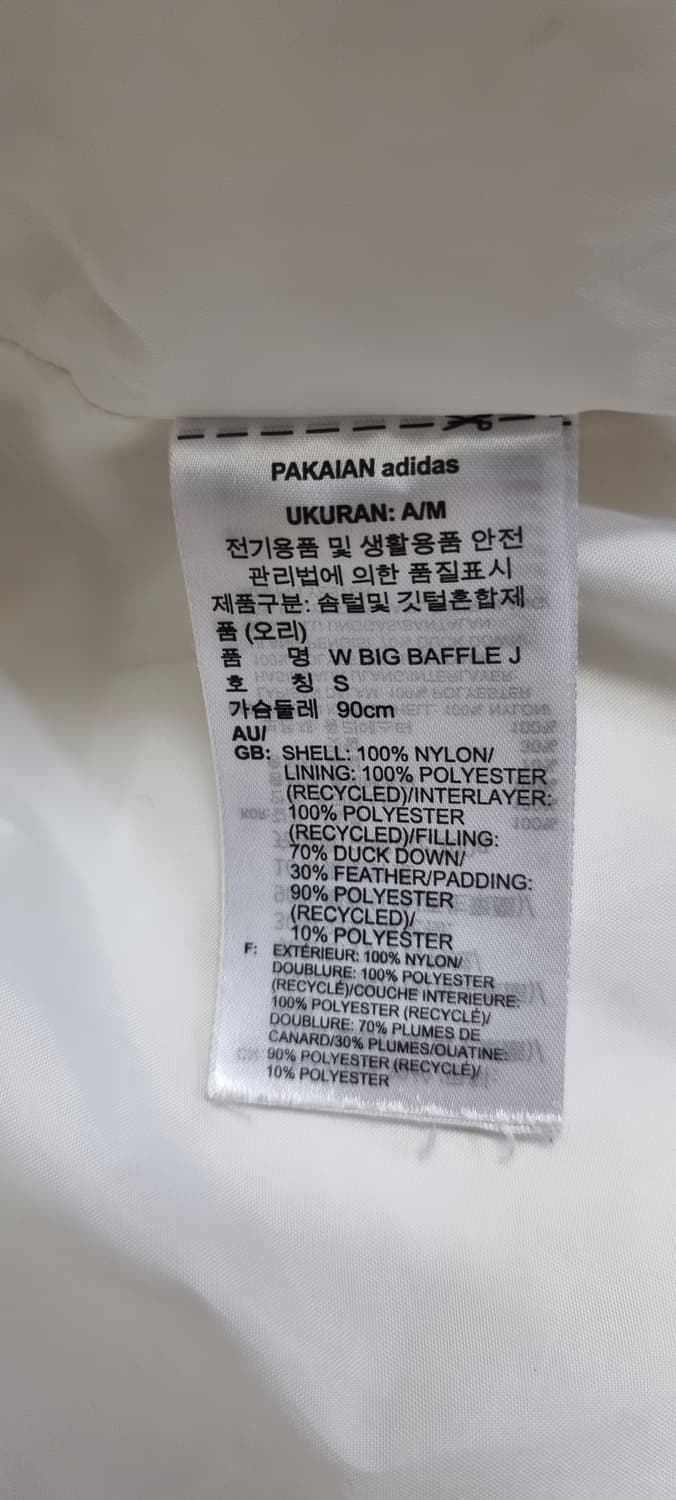 PAKAIAN adidas
UKURAN: A/M
전기용품 및 생활용품 안전
관리법에 의한 품질표시
제품구분: 솜털및 깃털혼합제
품 (오리)
품 명 W BIG BAFFLE J
호 칭 S
가슴둘레 90cm
AU/
GB: SHELL: 100% NYLON/
LINING: 100% POLYESTER
(RECYCLED)/INTERLAYER:
100% POLYESTER
(RECYCLED)/FILLING:
70% DUCK DOWN/
30% FEATHER/PADDING:
90% POLYESTER
(RECYCLED)/
10% POLYESTER
F: EXTÉRIEUR: 100% NYLON/
DOUBLURE: 100% POLYESTER
(RECYCLÉ)/COUCHE INTERIEURE:
100% POLYESTER (RECYCLÉ)/
DOUBLURE: 70% PLUMES DE
CANARD/30% PLUMES/OUATINE:
90% POLYESTER (RECYCLÉ)/
10% POLYESTER